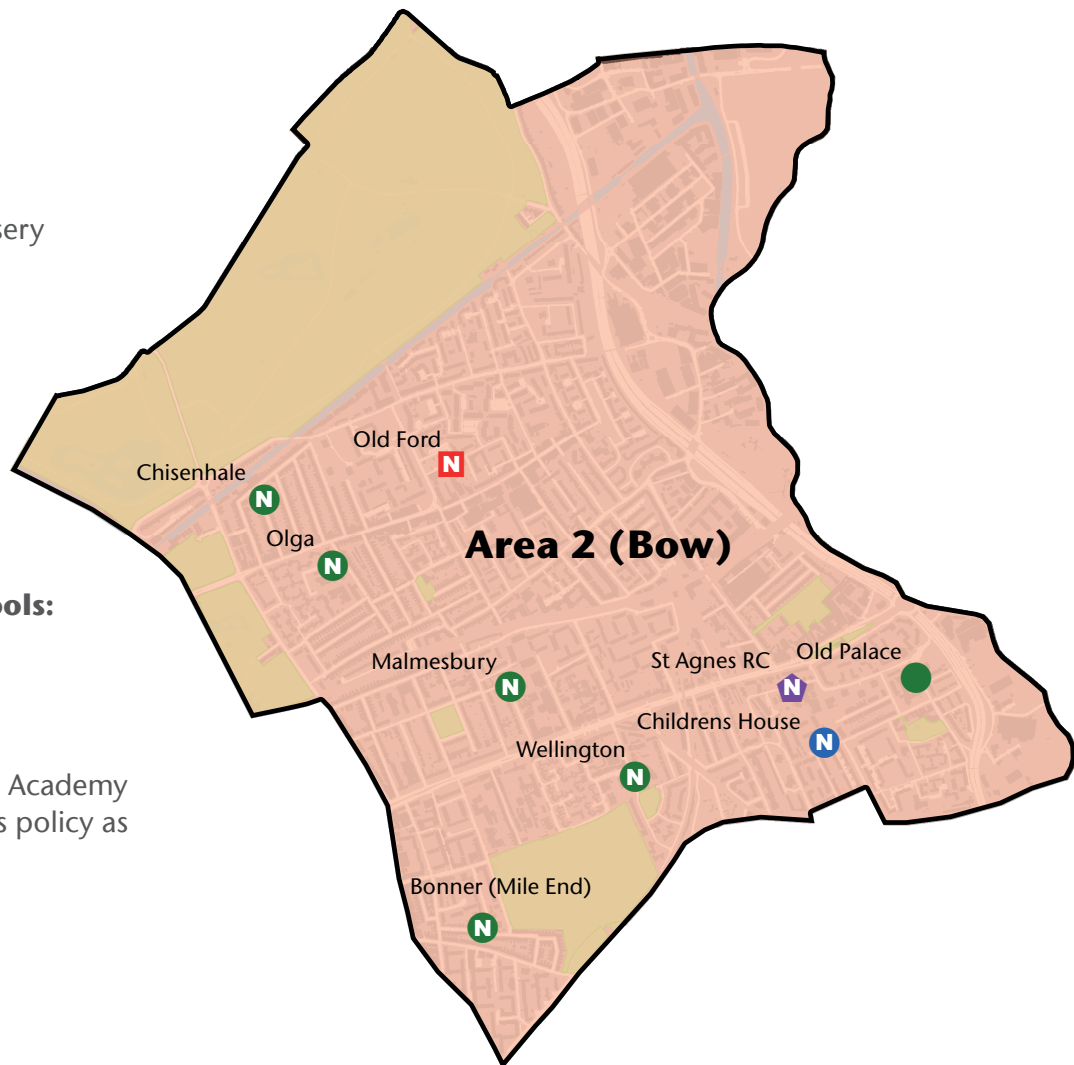 sery
Old Ford
N
Chisenhale
N
Olga
N
Area 2 (Bow)
ols:
Malmesbury
N
St Agnes RC
N
Old Palace
Childrens House
N
Wellington
N
Academy
s policy as
Bonner (Mile End)
N